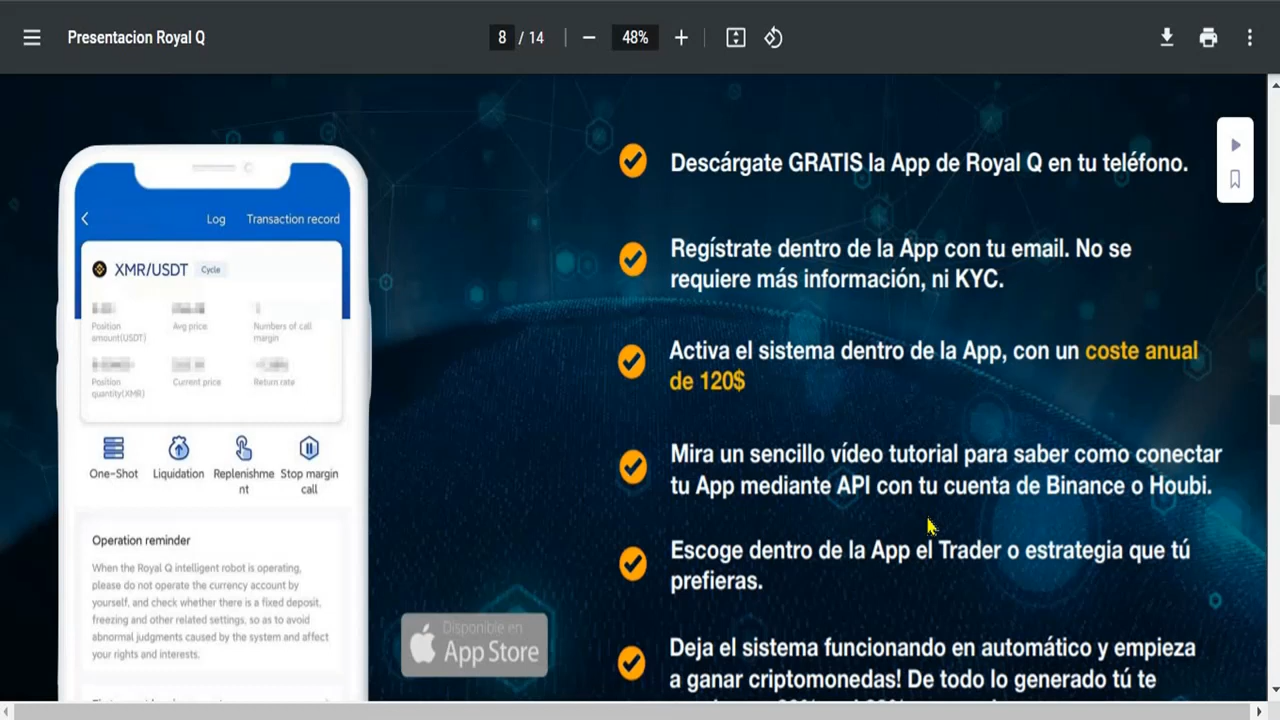 Presentacion Royal Q
8 / 14
48%
Descárgate GRATIS la App de Royal Q en tu teléfono.
Regístrate dentro de la App con tu email. No se
requiere más información, ni KYC.
Activa el sistema dentro de la App, con un coste anual
de 120$
Mira un sencillo vídeo tutorial para saber como conectar
tu App mediante API con tu cuenta de Binance o Houbi.
Escoge dentro de la App el Trader o estrategia que tú
prefieras.
Deja el sistema funcionando en automático y empieza
a ganar criptomonedas! De todo lo generado tú te
Log
Transaction record
XMR/USDT
Cycle
Position
amount(USDT)
Avg price
Numbers of call
margin
Position
quantity(XMR)
Current price
Return rate
One-Shot
Liquidation
Replenishme
nt
Stop margin
call
Operation reminder
When the Royal Q intelligent robot is operating,
please do not operate the currency account by
yourself, and check whether there is a fixed deposit,
freezing and other related settings, so as to avoid
abnormal judgments caused by the system and affect
your rights and interests.
Disponible en
App Store